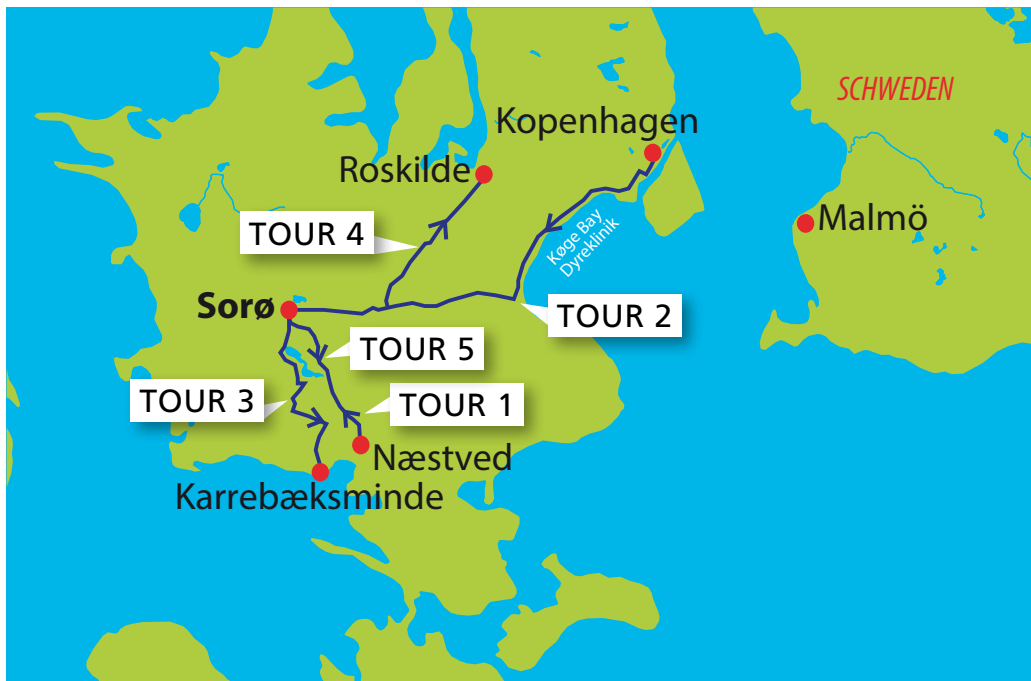 SCHWEDEN
Kopenhagen
Roskilde
Malmö
TOUR 4
Køge Bay
Dyreklinik
Sorø
TOUR 2
TOUR 5
TOUR 3
TOUR 1
Næstved
Karrebæksminde